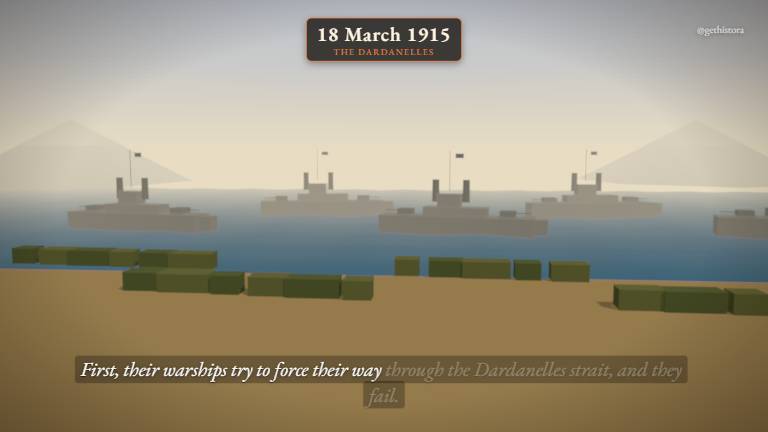 18 March 1915
THE DARDANELLES
@gethistora
First, their warships try to force their way through the Dardanelles strait, and they
fail.